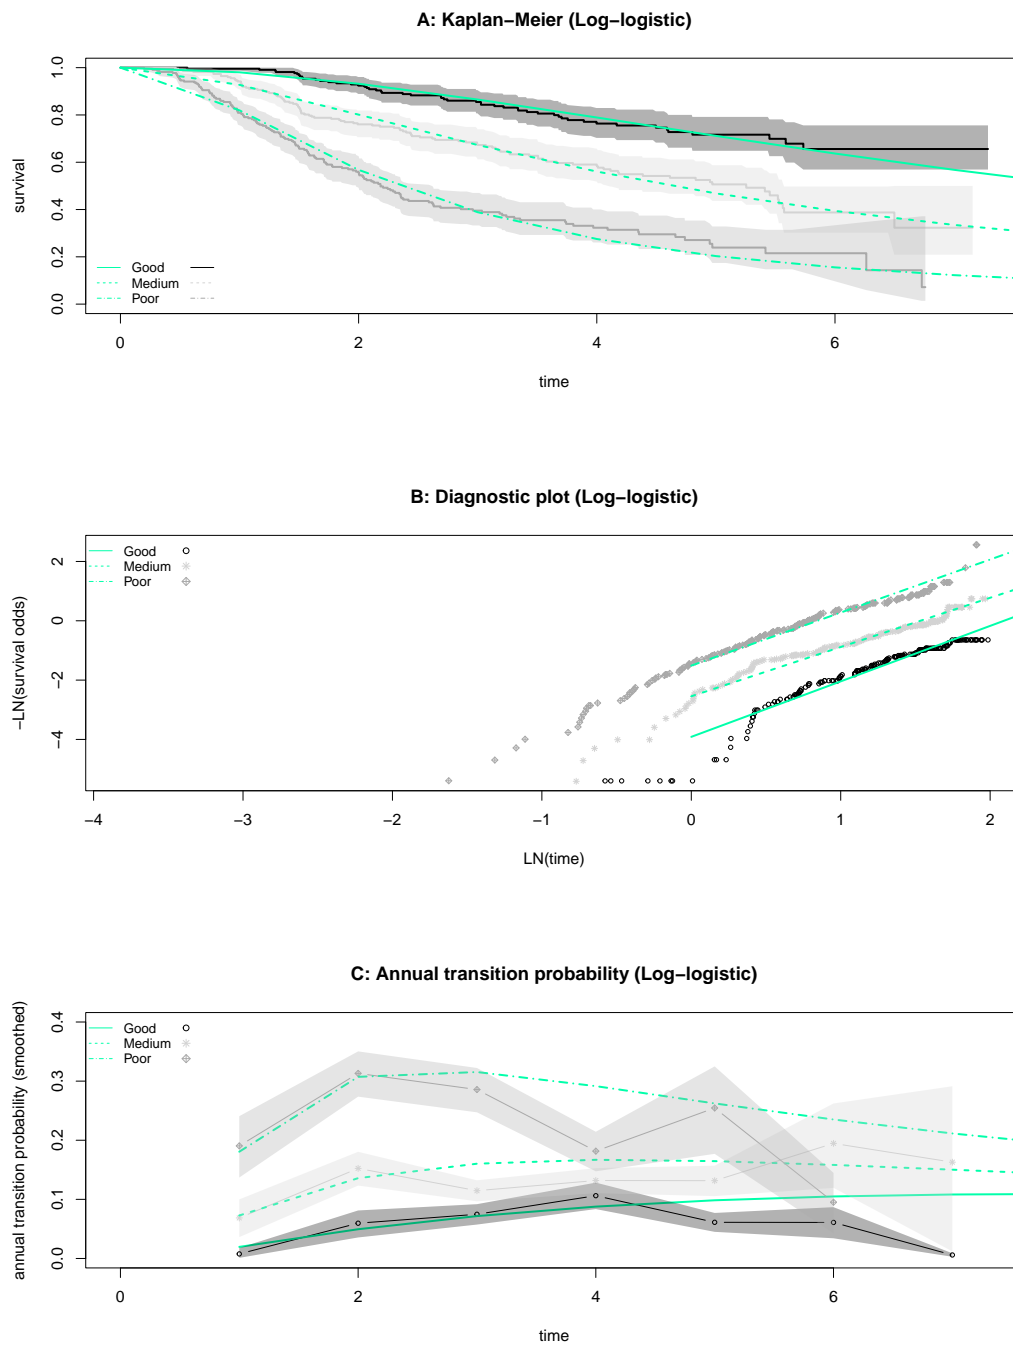 A: Kaplan−Meier (Log−logistic)
survival
1.0
0.8
0.6
0.4
0.2
0.0
Good
Medium
Poor
0 2 4 6
time
B: Diagnostic plot (Log−logistic)
−LN(survival odds)
2
0
−2
−4
Good
Medium
Poor
−4 −3 −2 −1 0 1 2
LN(time)
C: Annual transition probability (Log−logistic)
annual transition probability (smoothed)
0.4
0.3
0.2
0.1
0.0
Good
Medium
Poor
0 2 4 6
time